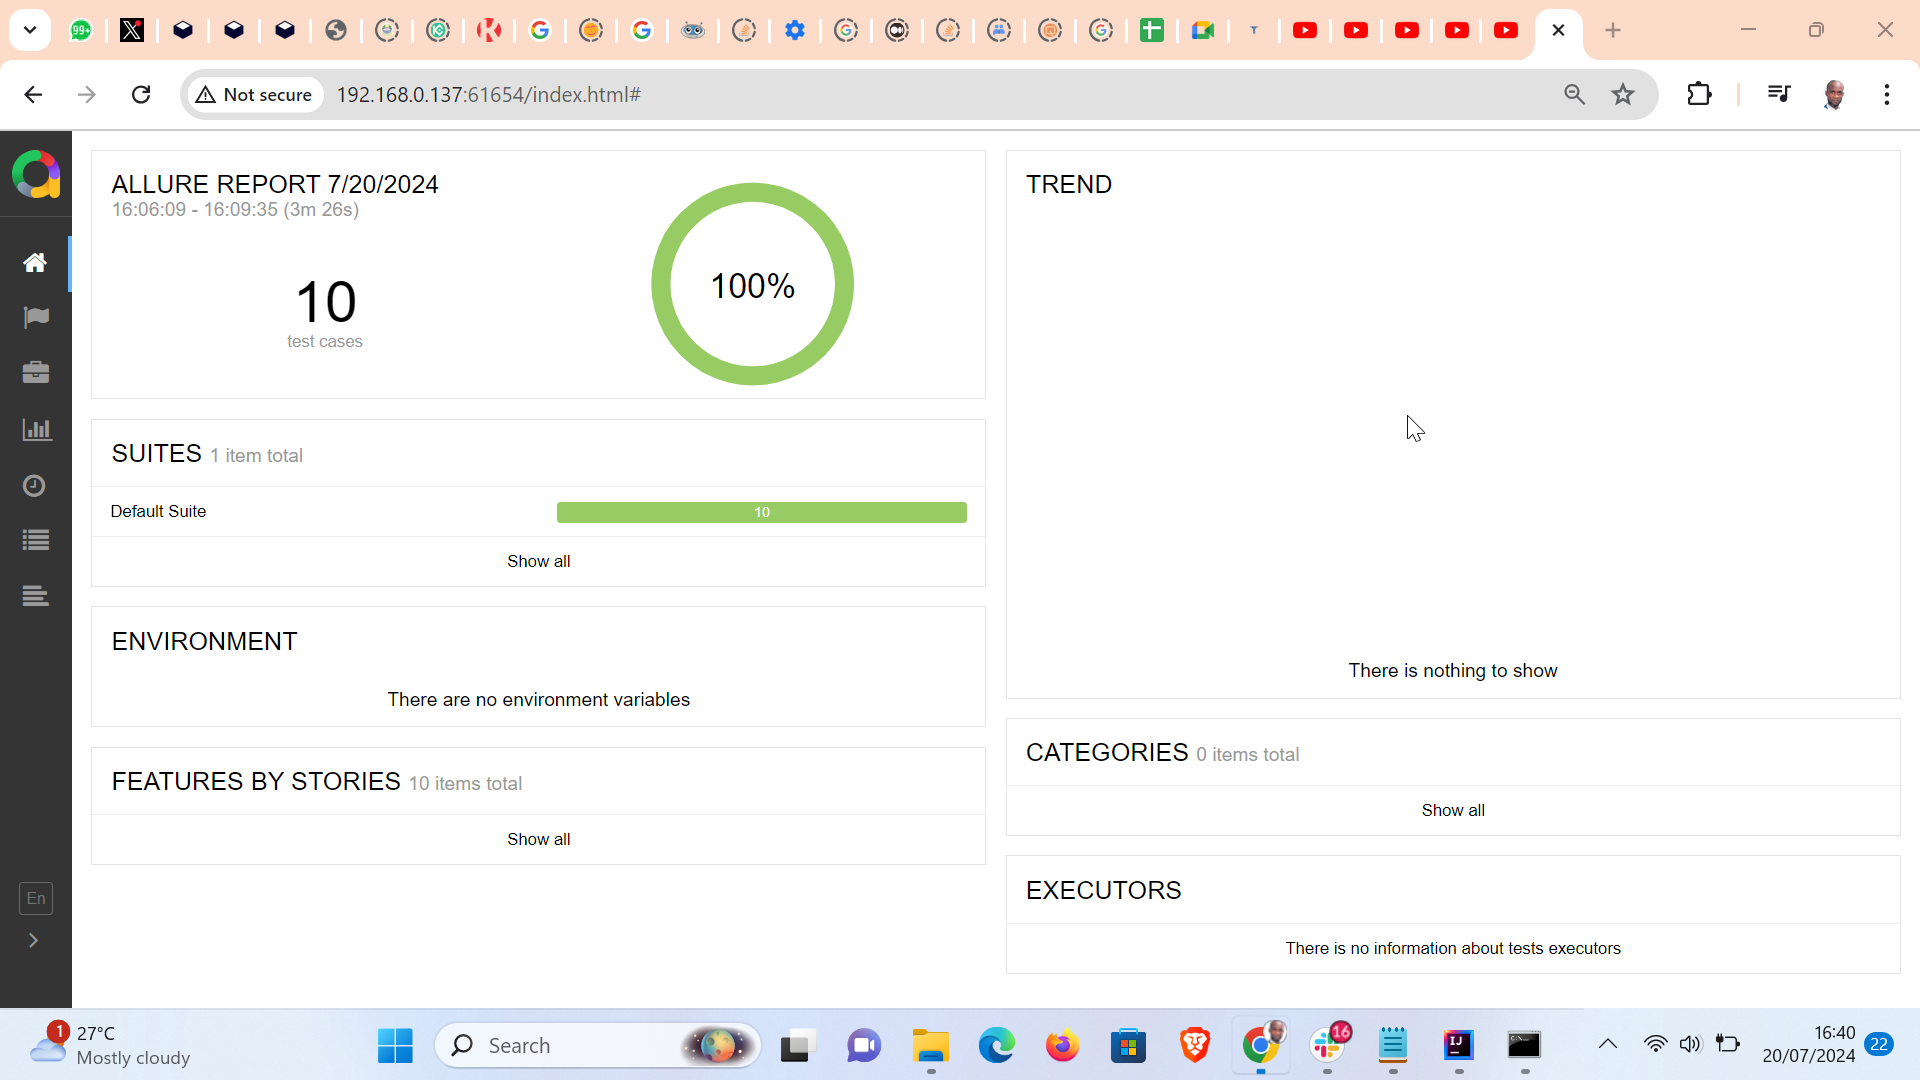 99+
Not secure
192.168.0.137:61654/index.html#
ALLURE REPORT 7/20/2024
16:06:09 - 16:09:35 (3m 26s)
10
test cases
100%
SUITES 1 item total
Default Suite
10
Show all
ENVIRONMENT
There are no environment variables
FEATURES BY STORIES 10 items total
Show all
TREND
There is nothing to show
CATEGORIES 0 items total
Show all
EXECUTORS
There is no information about tests executors
En
1
27°C
Mostly cloudy
Search
16
IJ
16:40
20/07/2024
22